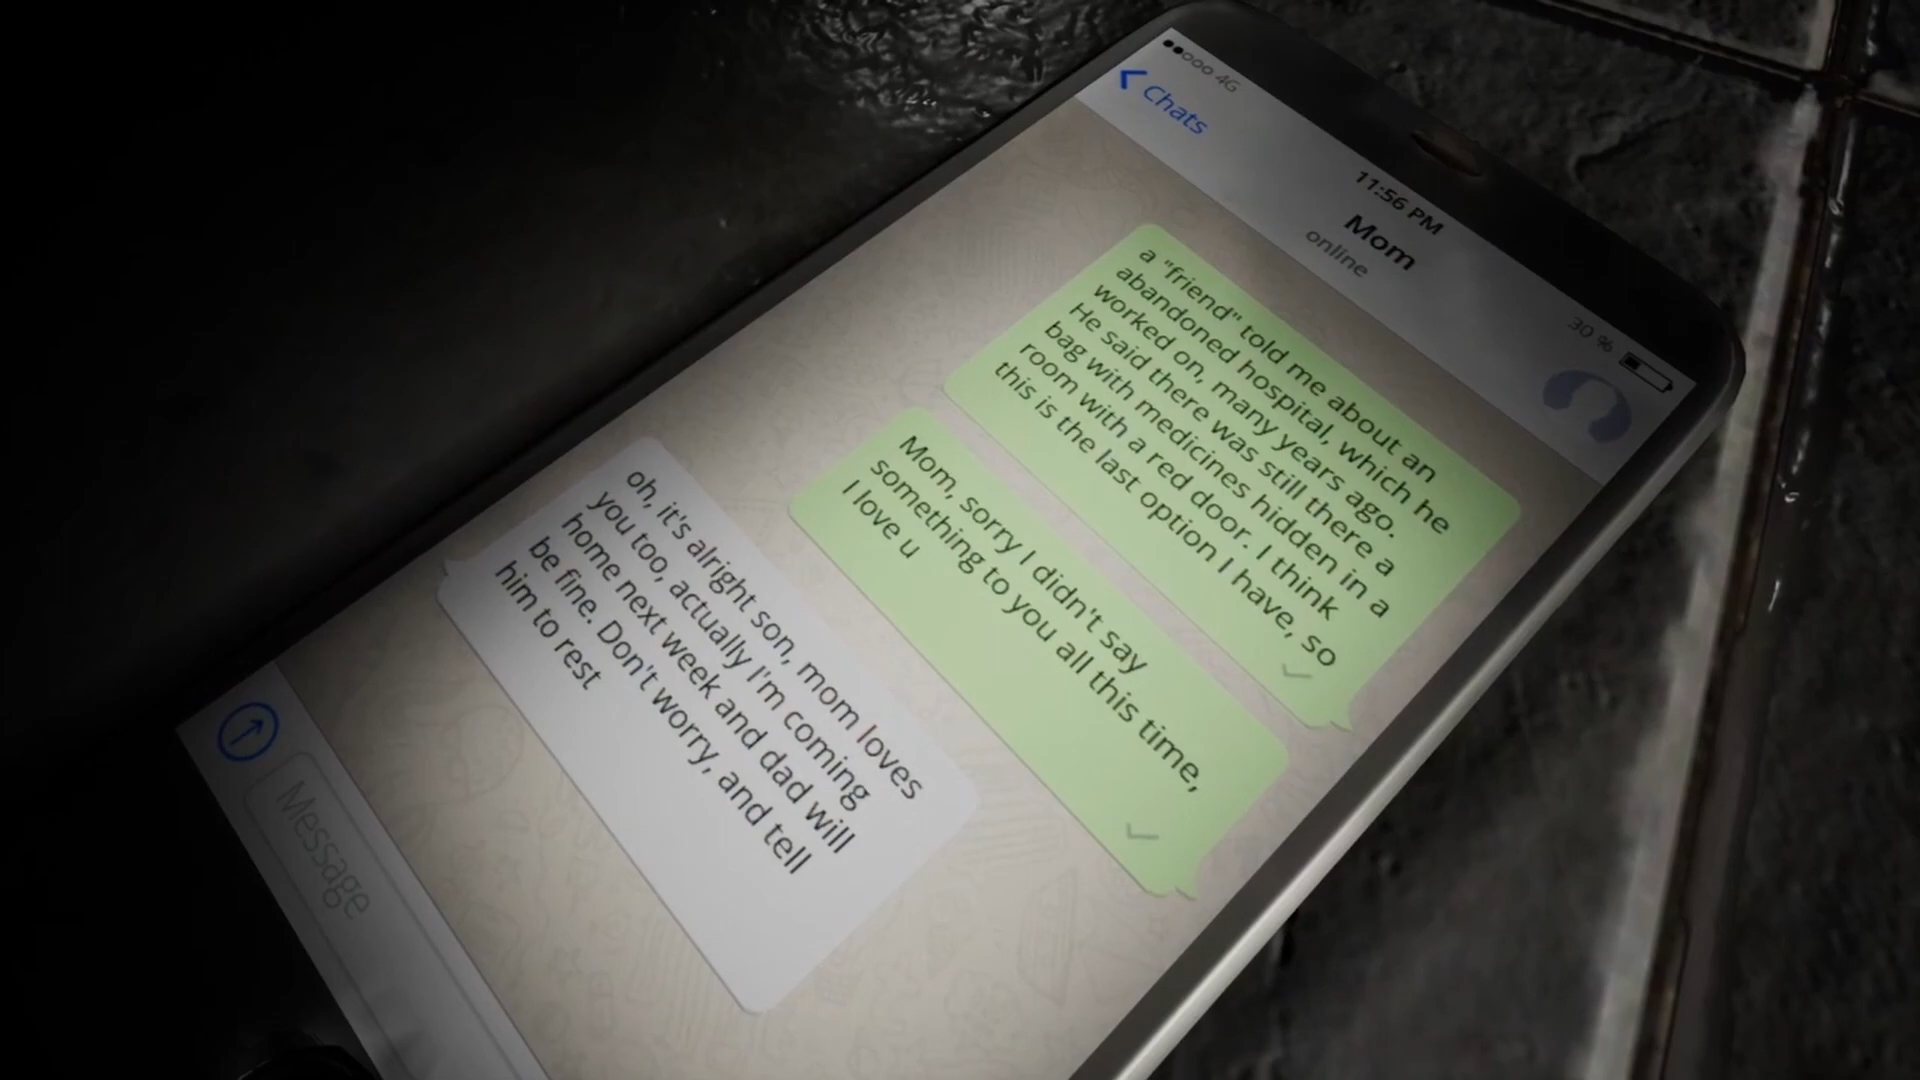 4G
Chats
11:56 PM
Mom
online
30 %
a "friend" told me about an
abandoned hospital, which he
worked on, many years ago.
He said there was still there a
bag with medicines hidden in a
room with a red door. I think
this is the last option I have, so
Mom, sorry I didn't say
something to you all this time,
I love u
oh, it's alright son, mom loves
you too, actually I'm coming
home next week and dad will
be fine. Don't worry, and tell
him to rest
Message